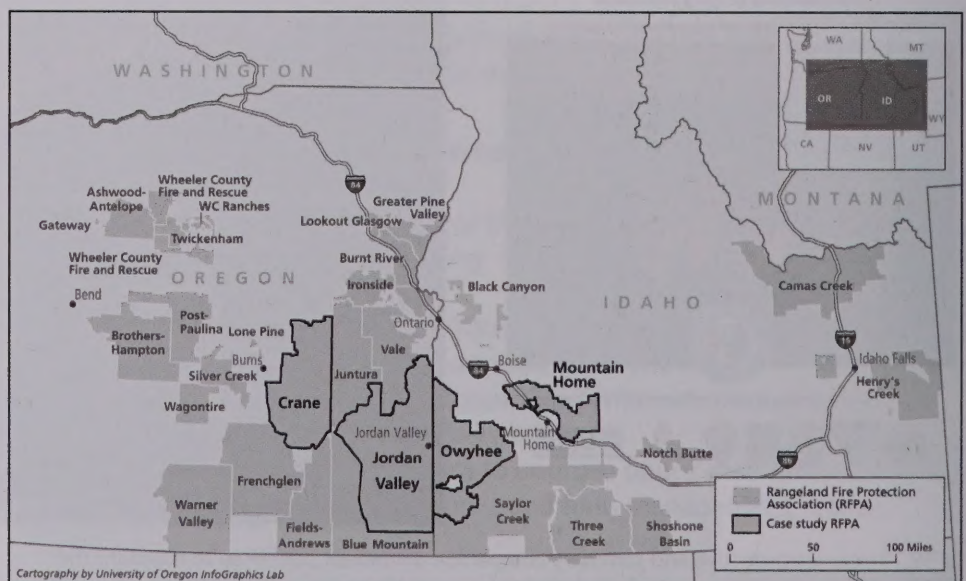 WASHINGTON
WA
MT
OR
ID
WY
CA
NV
UT
MONTANA
84
Wheeler County
Fire and Rescue
Ashwood-
Antelope
WC Ranches
Gateway
Twickenham
Greater Pine
Valley
Lookout Glasgow
Wheeler County
Fire and Rescue
OREGON
Burnt River
Ironside
Black Canyon
IDAHO
Camas Creek
Bend
Post-
Paulina
Lone Pine
Ontario
Brothers-
Hampton
Burns
Silver Creek
Vale
Juntura
84
Boise
Mountain
Home
15
Idaho Falls
Henry's
Creek
Wagontire
Crane
Jordan Valley
Jordan
Valley
Owyhee
Mountain
Home
Notch Butte
86
Frenchglen
Warner
Valley
Fields-
Andrews
Blue Mountain
Saylor
Creek
Three
Creek
Shoshone
Basin
Rangeland Fire Protection
Association (RFPA)
Case study RFPA
0 50 100 Miles
Cartography by University of Oregon InfoGraphics Lab